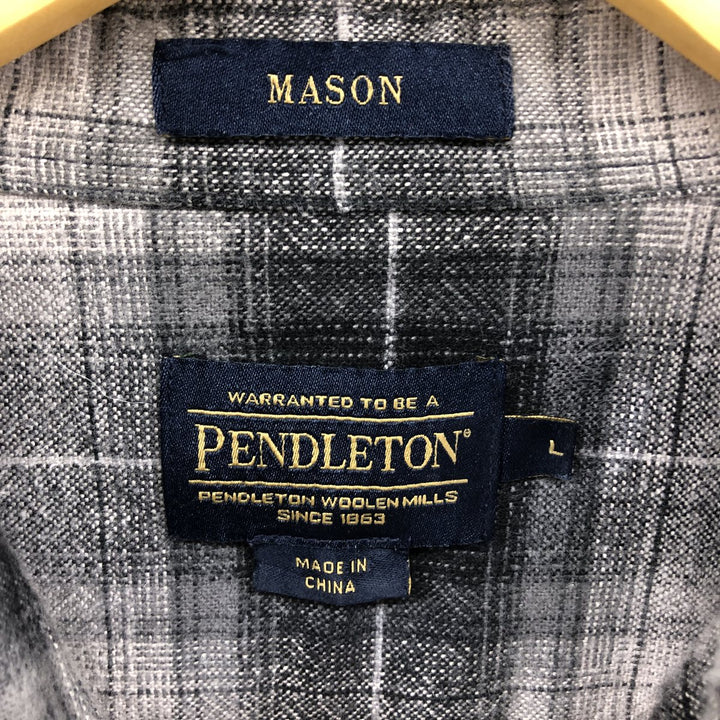 MASON
WARRANTED TO BE A
PENDLETON®
L
PENDLETON WOOLEN MILLS
SINCE 1863
MADE IN
CHINA